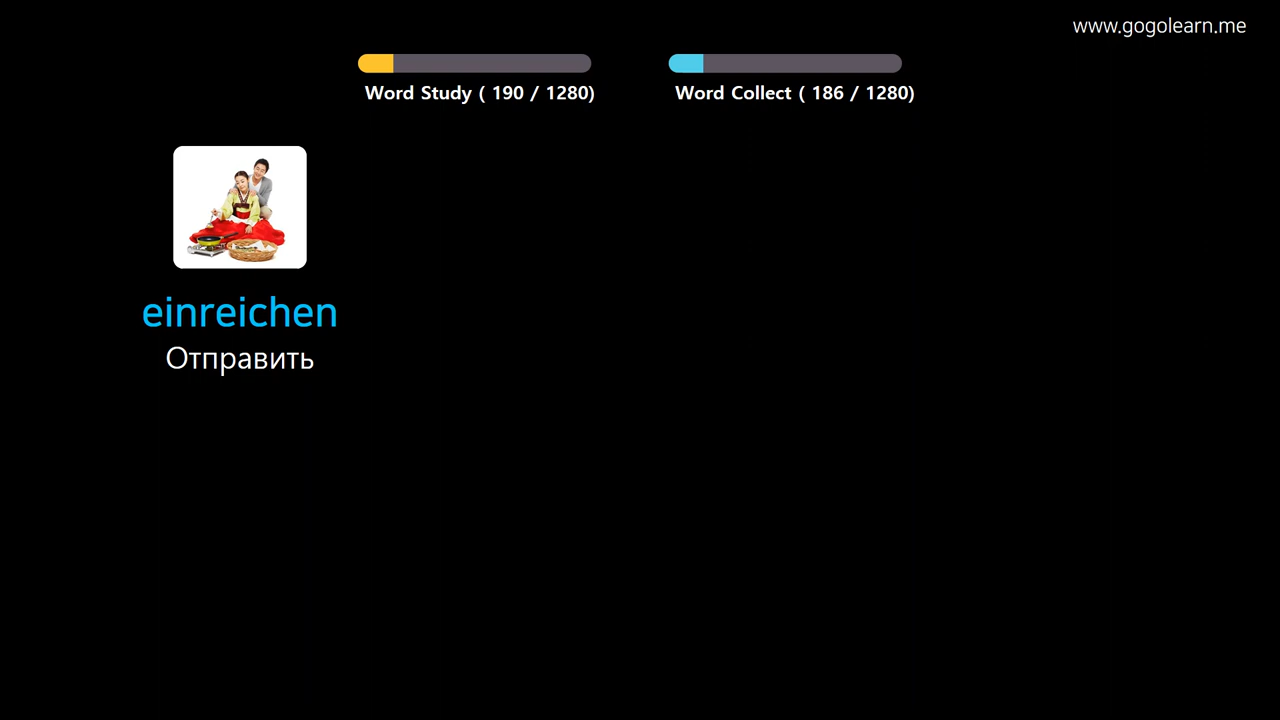 www.gogolearn.me
Word Study ( 190 / 1280)
Word Collect ( 186 / 1280)
einreichen
Отправить